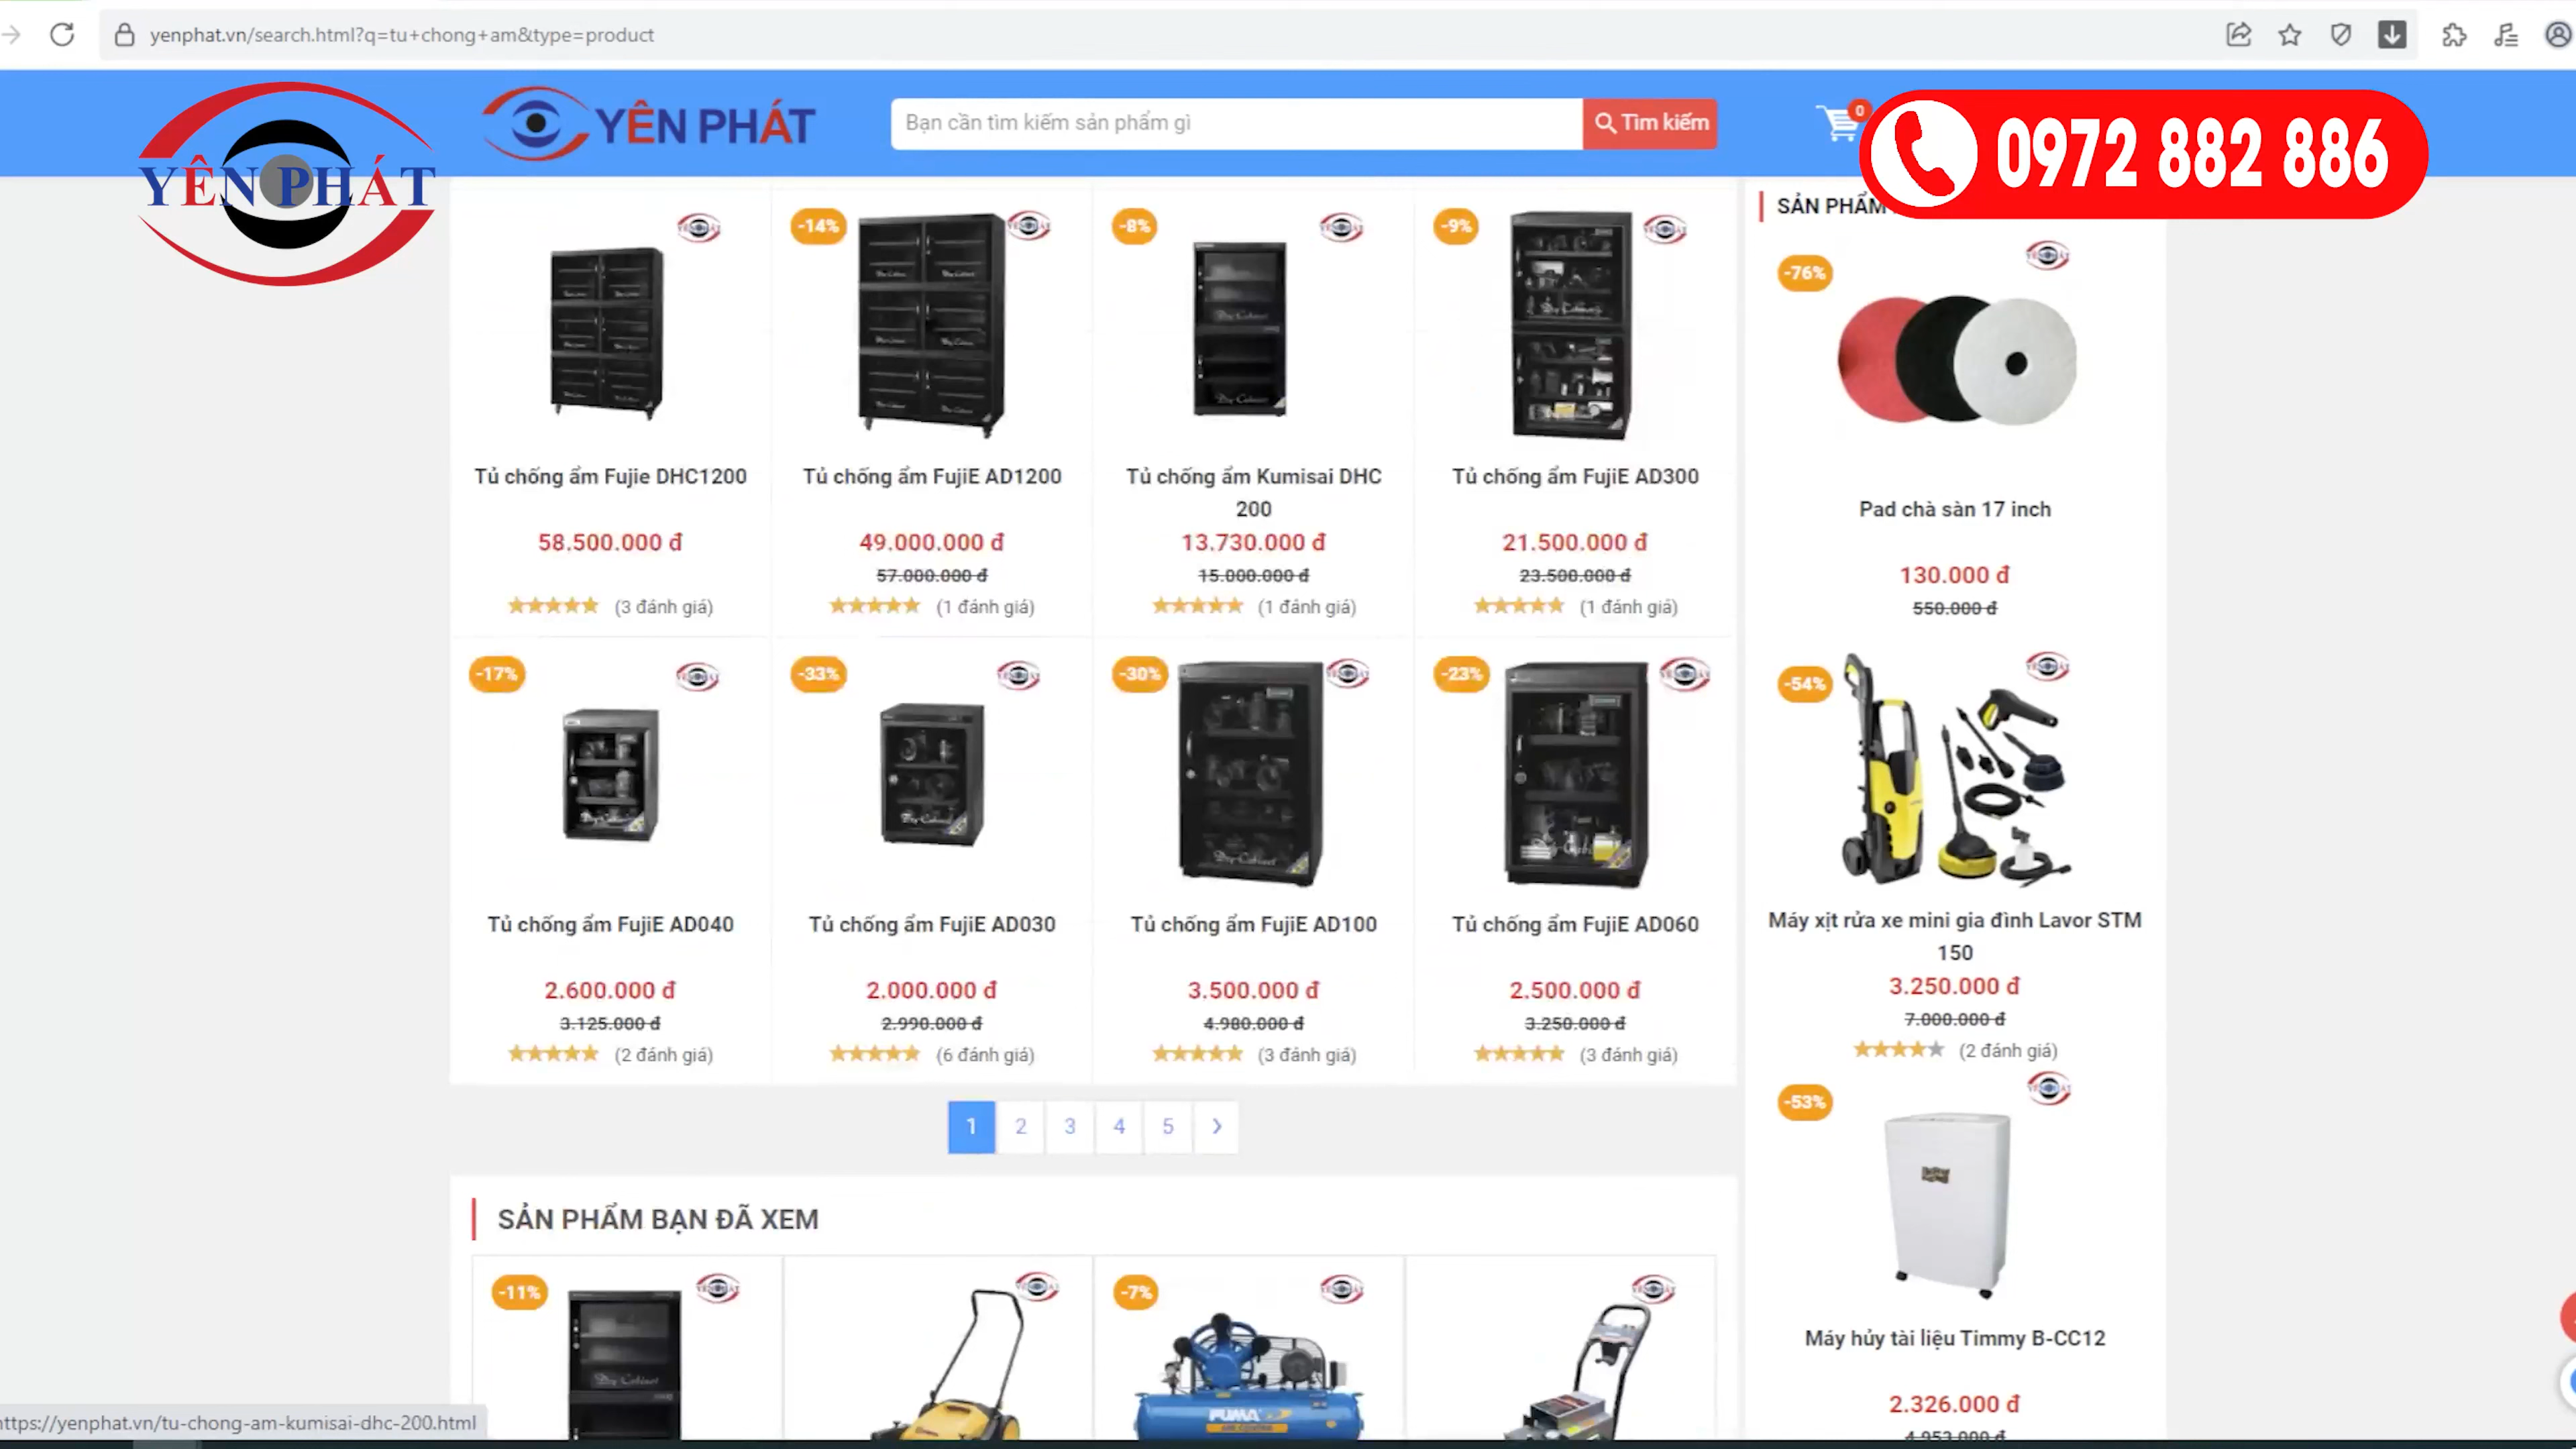 yenphat.vn/search.html?q=tu+chong+am&type=product
YÊN PHÁT
YÊN PHÁT
Bạn cần tìm kiếm sản phẩm gì
Tìm kiếm
0
0972 882 886
SẢN PHẨM
-14%
-8%
-9%
Tủ chống ẩm Fujie DHC1200
Tủ chống ẩm FujiE AD1200
Tủ chống ẩm Kumisai DHC
200
Tủ chống ẩm FujiE AD300
58.500.000 đ
49.000.000 đ
13.730.000 đ
21.500.000 đ
57.000.000 đ
15.000.000 đ
23.500.000 đ
(3 đánh giá)
(1 đánh giá)
(1 đánh giá)
(1 đánh giá)
-76%
Pad chà sàn 17 inch
130.000 đ
550.000 đ
-17%
-33%
-30%
-23%
Dry Cabinet
Tủ chống ẩm FujiE AD040
Tủ chống ẩm FujiE AD030
Tủ chống ẩm FujiE AD100
Tủ chống ẩm FujiE AD060
2.600.000 đ
2.000.000 đ
3.500.000 đ
2.500.000 đ
3.125.000 đ
2.990.000 đ
4.980.000 đ
3.250.000 đ
(2 đánh giá)
(6 đánh giá)
(3 đánh giá)
(3 đánh giá)
-54%
Máy xịt rửa xe mini gia đình Lavor STM
150
3.250.000 đ
7.000.000 đ
(2 đánh giá)
1
2
3
4
5
-53%
Máy hủy tài liệu Timmy B-CC12
2.326.000 đ
4.953.000 đ
SẢN PHẨM BẠN ĐÃ XEM
-11%
-7%
Dry Cabinet
PUMA
https://yenphat.vn/tu-chong-am-kumisai-dhc-200.html